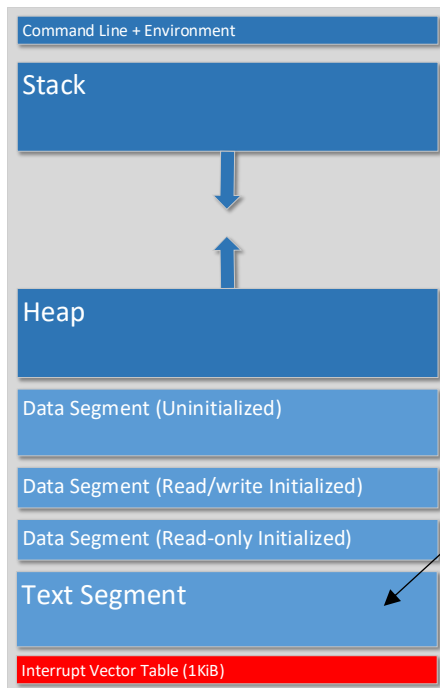 Command Line + Environment
Stack
Heap
Data Segment (Uninitialized)
Data Segment (Read/write Initialized)
Data Segment (Read-only Initialized)
Text Segment
Interrupt Vector Table (1KiB)